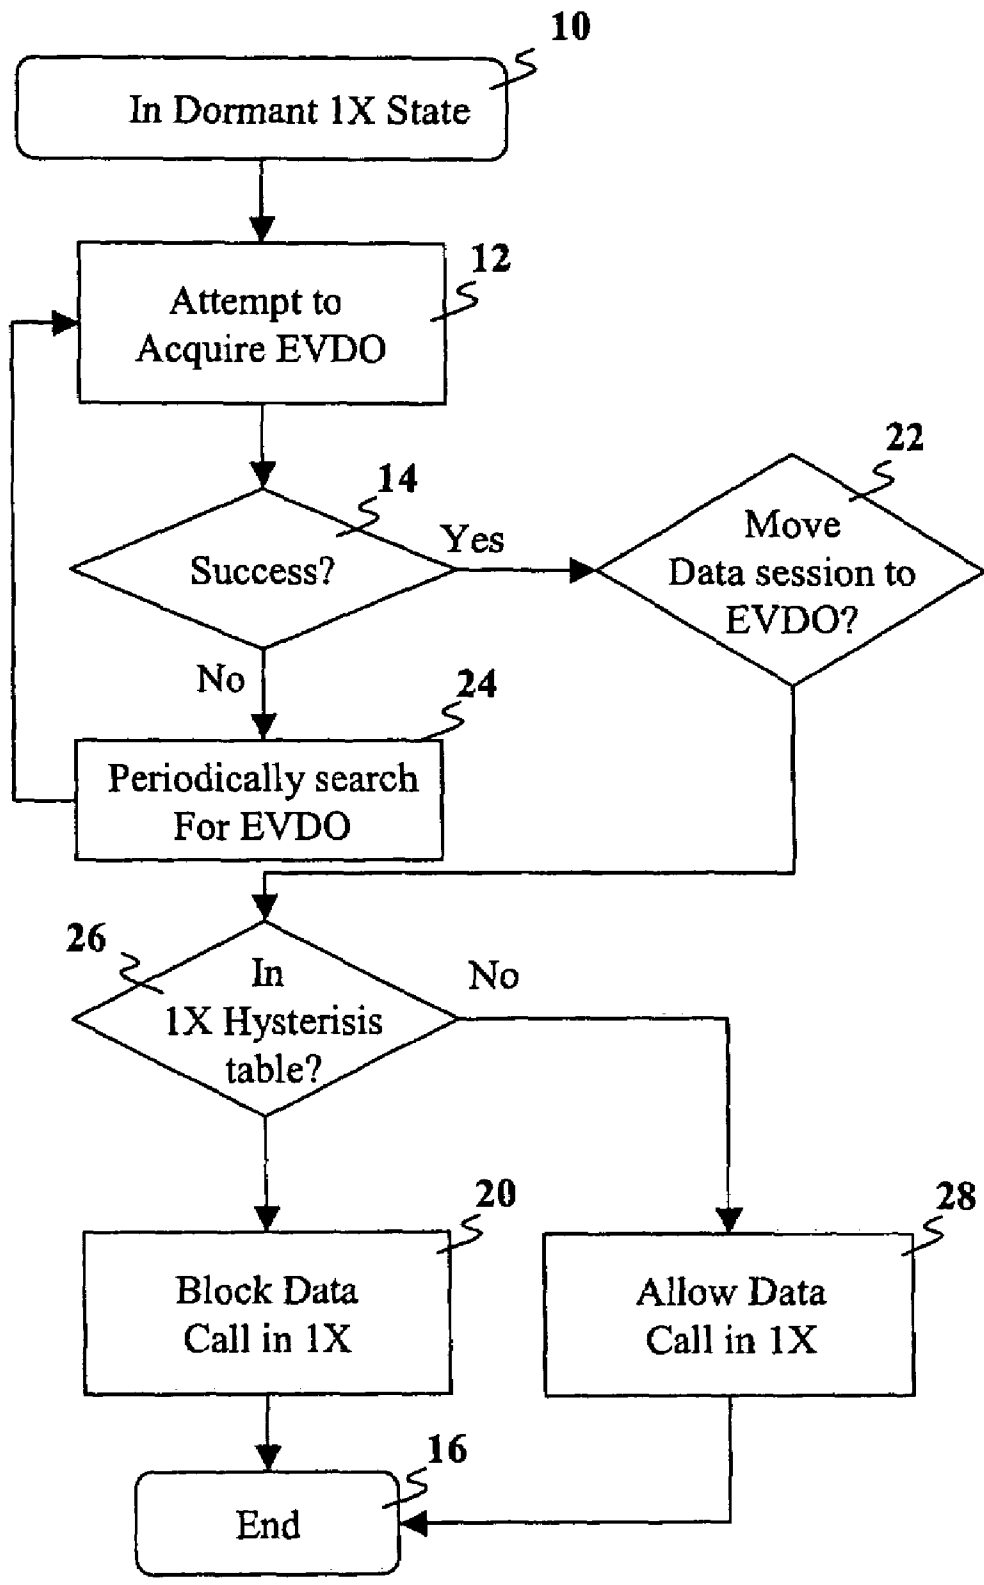 10
In Dormant 1X State
12
Attempt to
Acquire EVDO
14
Success?
Yes
22
Move
Data session to
EVDO?
No
24
Periodically search
For EVDO
26
In
1X Hysterisis
table?
No
20
Block Data
Call in 1X
28
Allow Data
Call in 1X
16
End